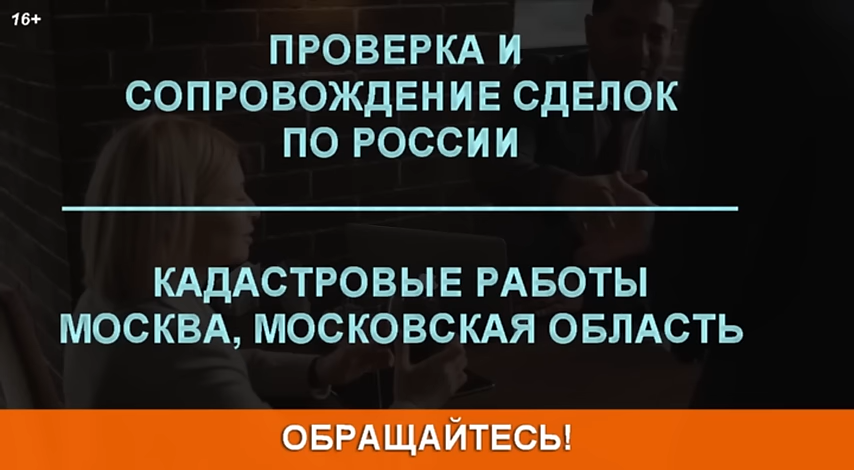 16+
ПРОВЕРКА И
СОПРОВОЖДЕНИЕ СДЕЛОК
ПО РОССИИ
КАДАСТРОВЫЕ РАБОТЫ
МОСКВА, МОСКОВСКАЯ ОБЛАСТЬ
ОБРАЩАЙТЕСЬ!